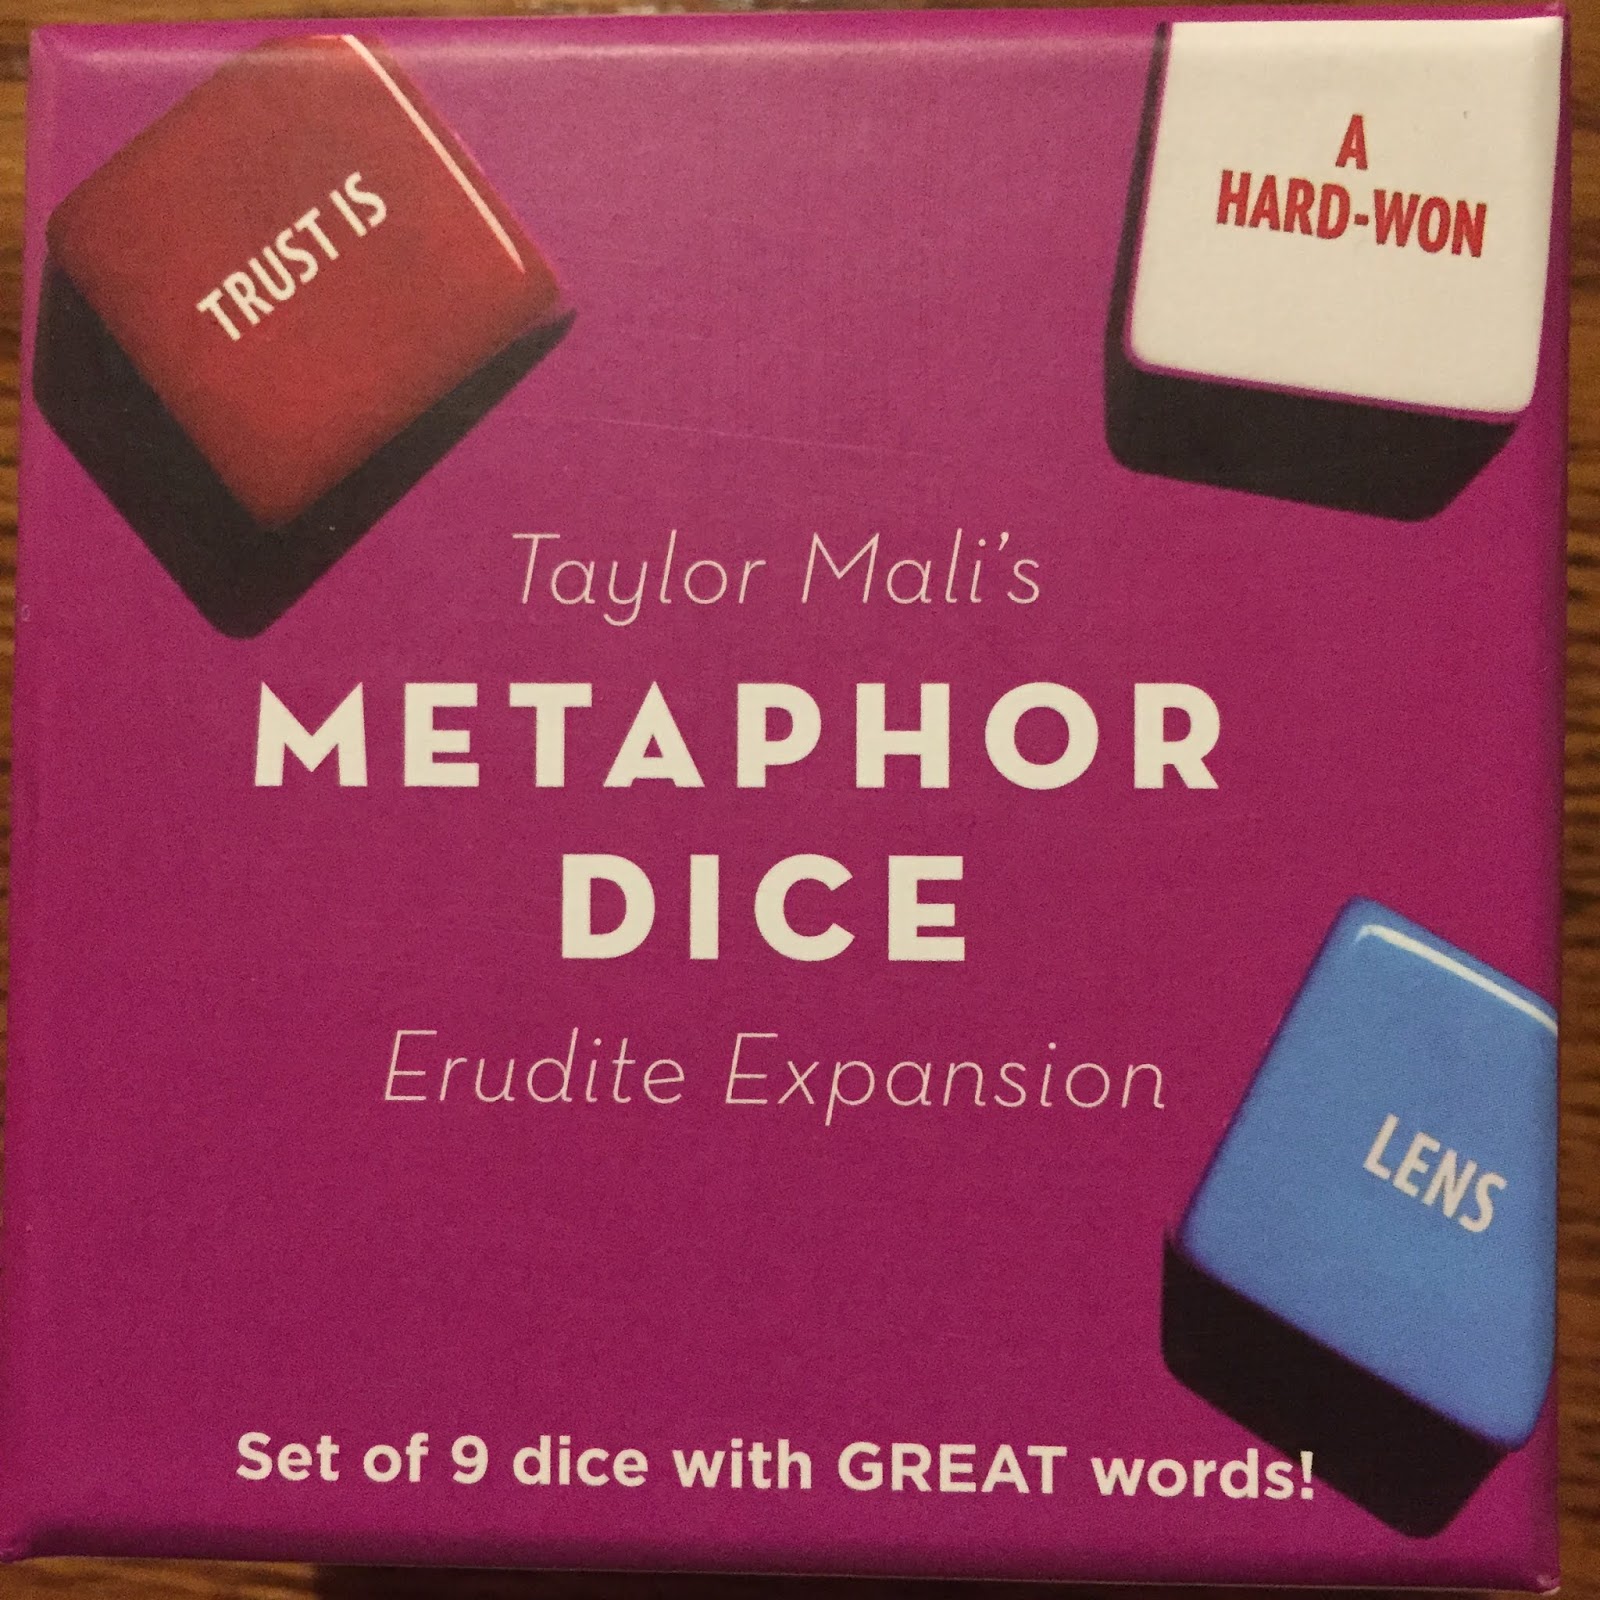 TRUST IS
A
HARD-WON
Taylor Mali's
METAPHOR
DICE
Erudite Expansion
LENS
Set of 9 dice with GREAT words!